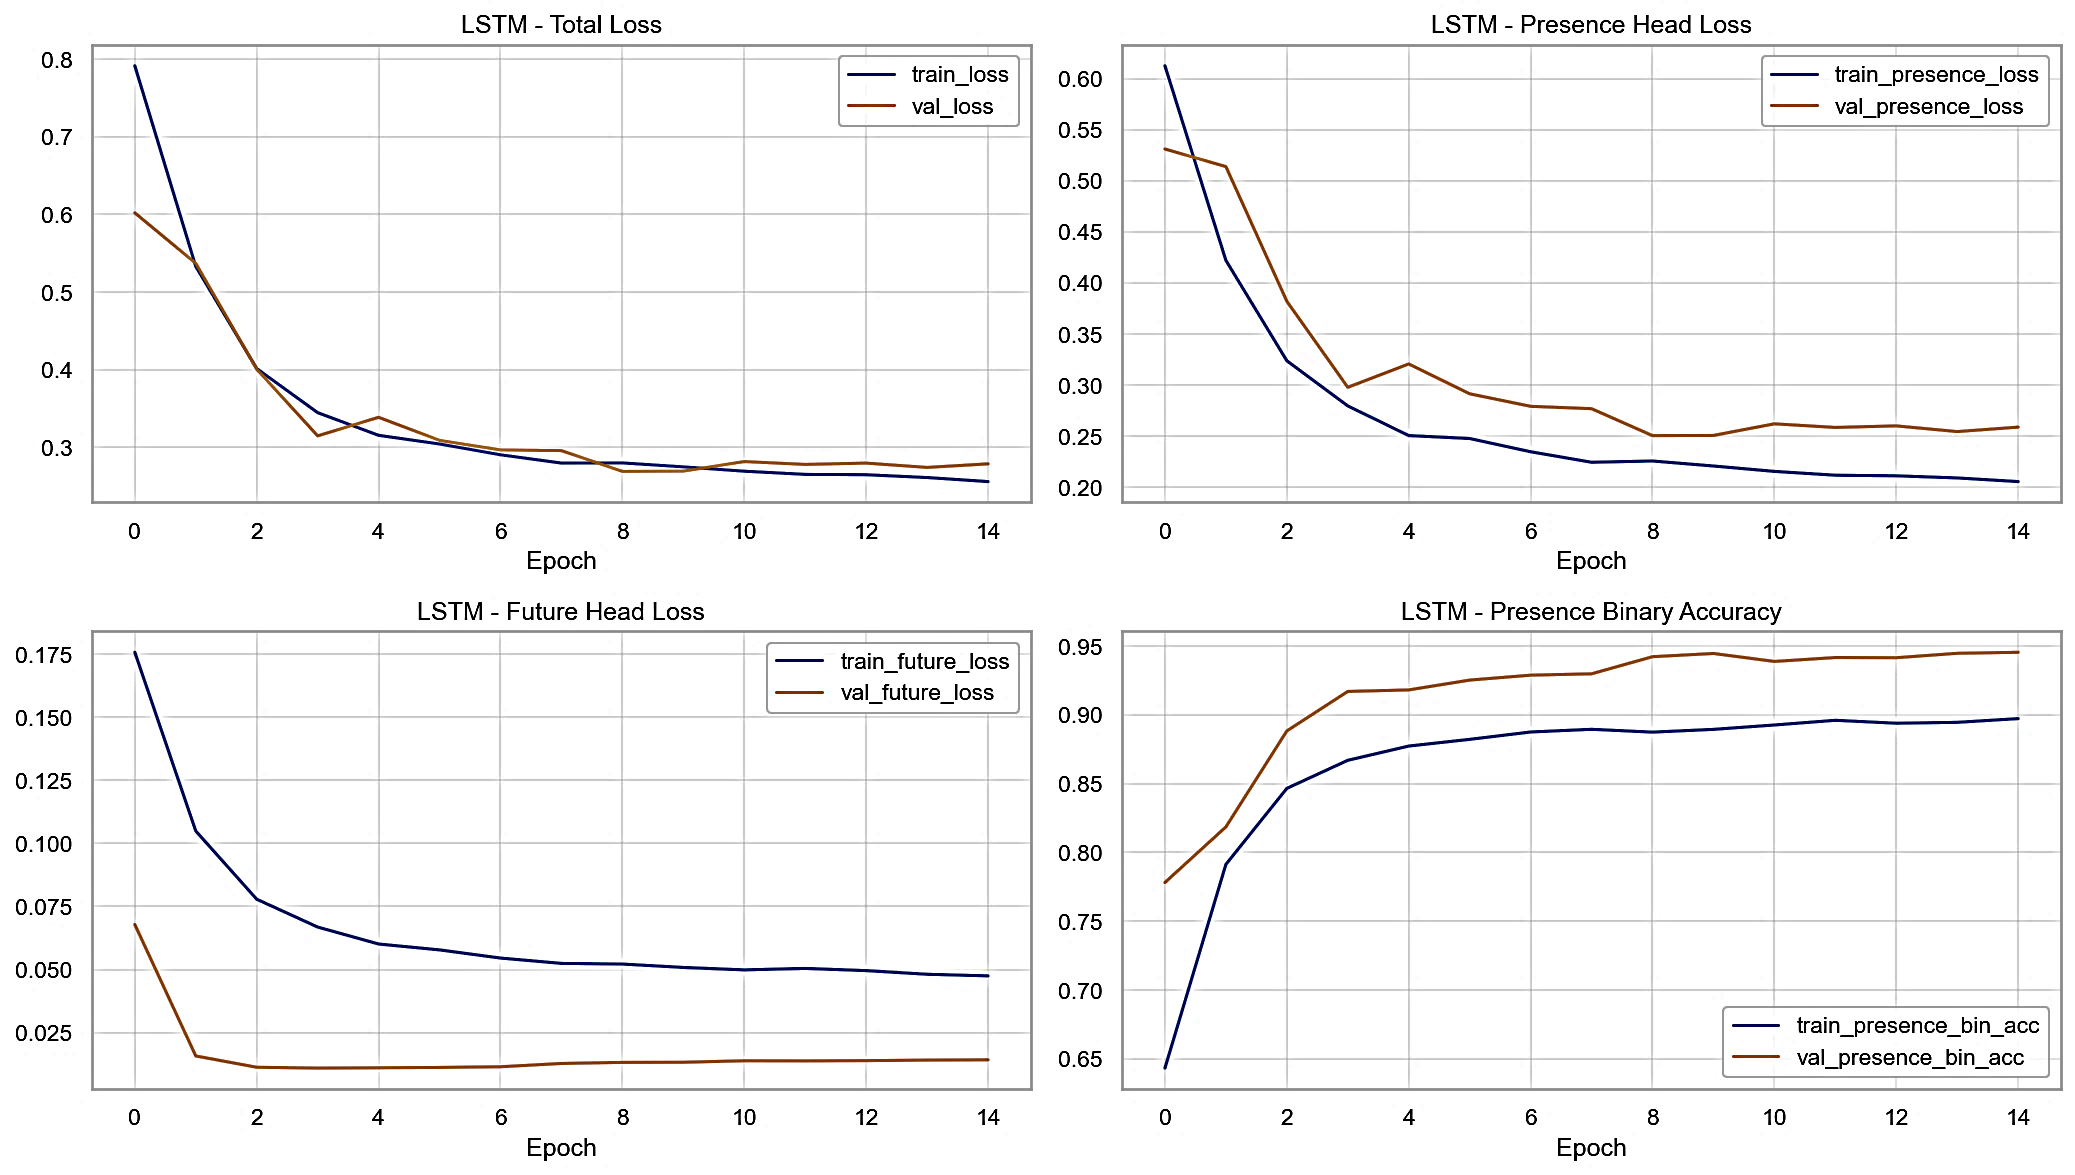 LSTM - Total Loss
0.8
0.7
0.6
0.5
0.4
0.3
train_loss
val_loss
0 2 4 6 8 10 12 14
Epoch
LSTM - Presence Head Loss
0.60
0.55
0.50
0.45
0.40
0.35
0.30
0.25
0.20
train_presence_loss
val_presence_loss
0 2 4 6 8 10 12 14
Epoch
LSTM - Future Head Loss
0.175
0.150
0.125
0.100
0.075
0.050
0.025
train_future_loss
val_future_loss
0 2 4 6 8 10 12 14
Epoch
LSTM - Presence Binary Accuracy
0.95
0.90
0.85
0.80
0.75
0.70
0.65
train_presence_bin_acc
val_presence_bin_acc
0 2 4 6 8 10 12 14
Epoch